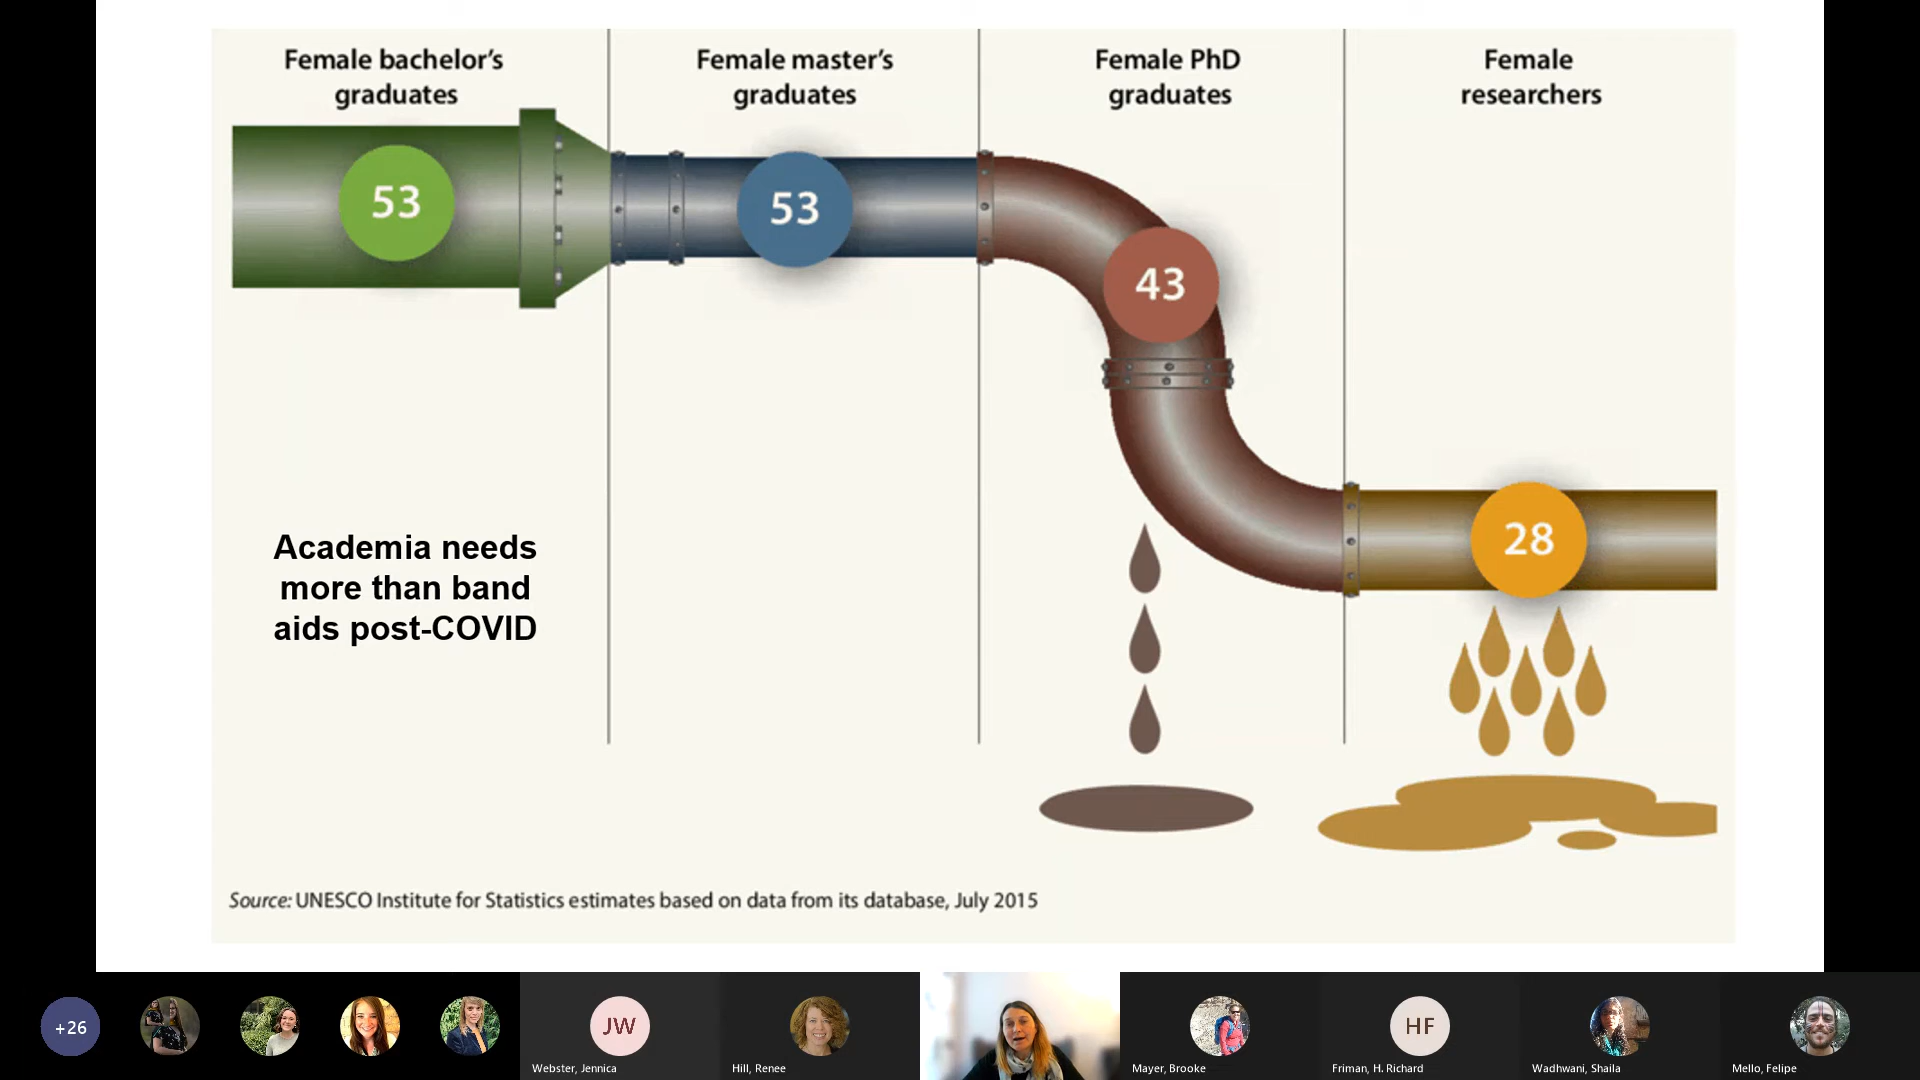 Female bachelor's
graduates
Female master's
graduates
Female PhD
graduates
Female
researchers
53
53
43
28
Academia needs
more than band
aids post-COVID
Source: UNESCO Institute for Statistics estimates based on data from its database, July 2015
+26
JW
Webster, Jennica
Hill, Renee
Mayer, Brooke
HF
Friman, H. Richard
Wadhwani, Shaila
Mello, Felipe